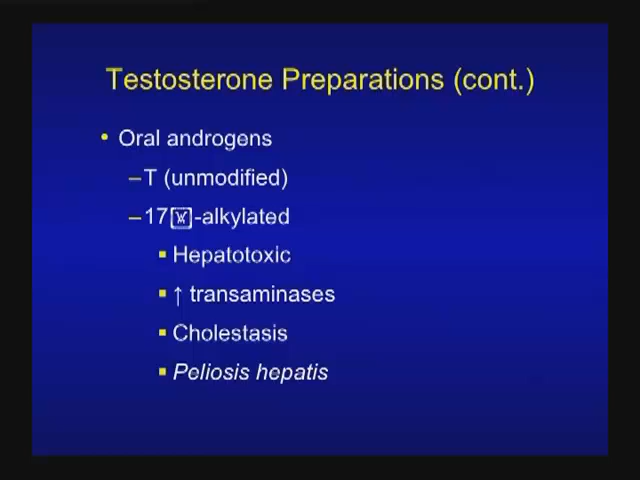 Testosterone Preparations (cont.)
• Oral androgens
–T (unmodified)
–17-alkylated
▪ Hepatotoxic
▪ ↑ transaminases
▪ Cholestasis
▪ Peliosis hepatis